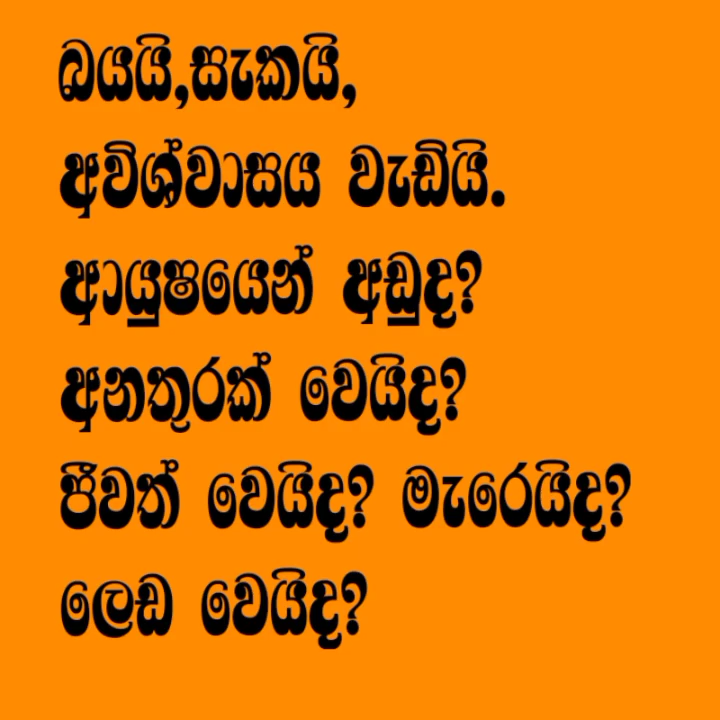 බයයි,සැකයි,
අවිශ්වාසය වැඩියි.
ආයුෂයෙන් අඩුද?
අනතුරක් වෙයිද?
ජීවත් වෙයිද? මැරෙයිද?
ලෙඩ වෙයිද?